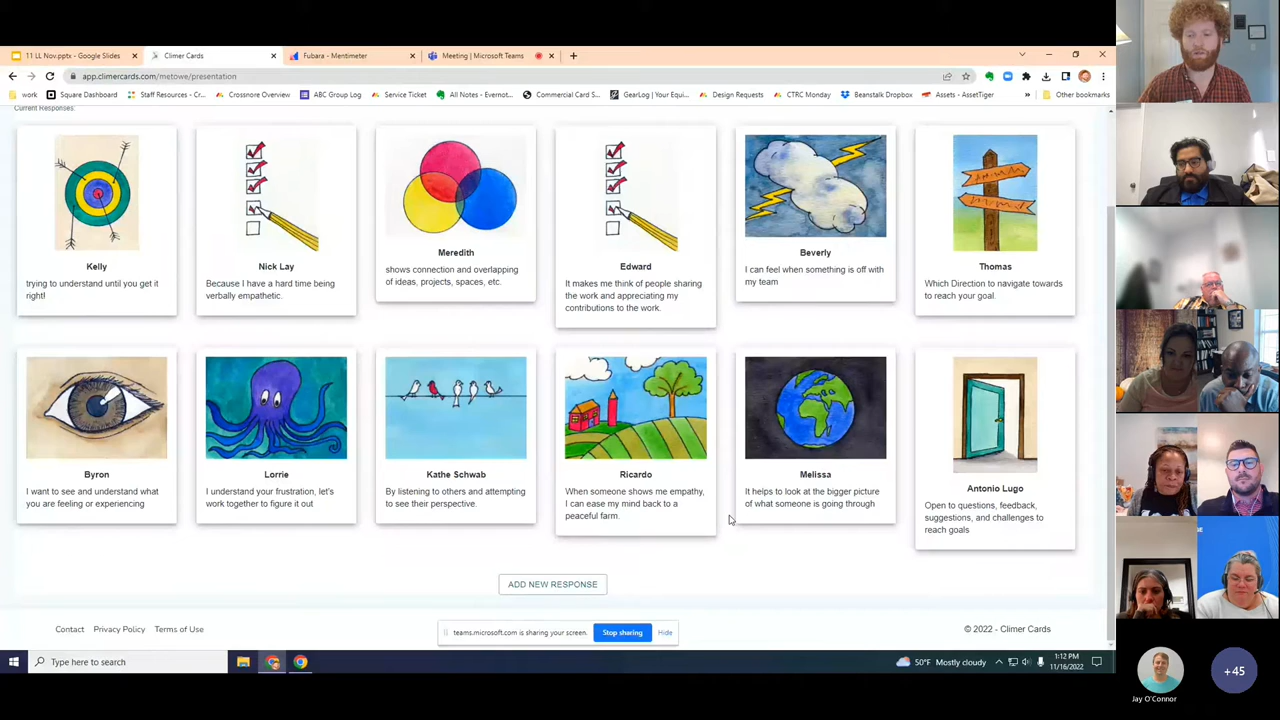 11 LL Nov.pptx - Google Slides
Climer Cards
Fubara - Mentimeter
Meeting | Microsoft Teams
app.climercards.com/metowe/presentation
work
Square Dashboard
Staff Resources - Cr...
Crossnore Overview
ABC Group Log
Service Ticket
All Notes - Evernot...
Commercial Card S...
GearLog | Your Equi...
Design Requests
CTRC Monday
Beanstalk Dropbox
Assets - AssetTiger
»
Other bookmarks
Current Responses:
Kelly
trying to understand until you get it
right!
Nick Lay
Because I have a hard time being
verbally empathetic.
Meredith
shows connection and overlapping
of ideas, projects, spaces, etc.
Edward
It makes me think of people sharing
the work and appreciating my
contributions to the work.
Beverly
I can feel when something is off with
my team
Thomas
Which Direction to navigate towards
to reach your goal.
Byron
I want to see and understand what
you are feeling or experiencing
Lorrie
I understand your frustration, let's
work together to figure it out
Kathe Schwab
By listening to others and attempting
to see their perspective.
Ricardo
When someone shows me empathy,
I can ease my mind back to a
peaceful farm.
Melissa
It helps to look at the bigger picture
of what someone is going through
Antonio Lugo
Open to questions, feedback,
suggestions, and challenges to
reach goals
ADD NEW RESPONSE
Contact
Privacy Policy
Terms of Use
teams.microsoft.com is sharing your screen.
Stop sharing
Hide
© 2022 - Climer Cards
Type here to search
50°F Mostly cloudy
1:12 PM
11/16/2022
Jay O'Connor
+45